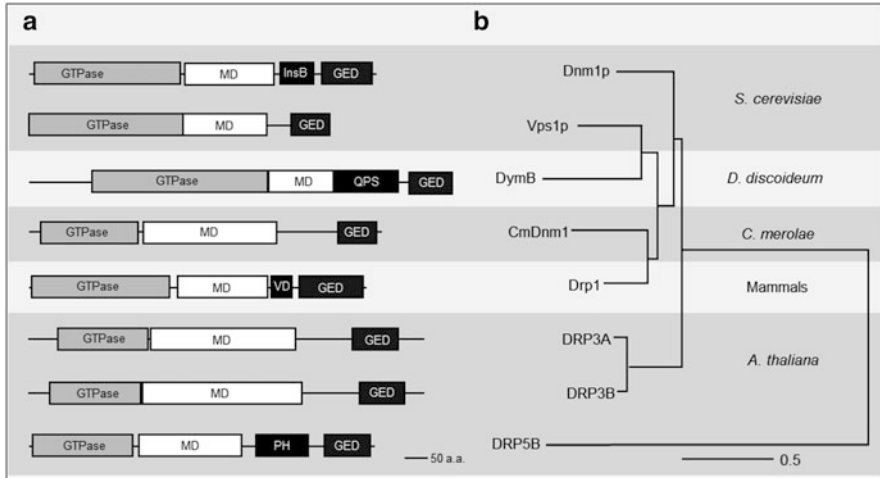 a
b
GTPase MD InsB GED
Dnm1p
S. cerevisiae
GTPase MD GED
Vps1p
GTPase MD QPS GED
DymB
D. discoideum
GTPase MD GED
CmDnm1
C. merolae
GTPase MD VD GED
Drp1
Mammals
GTPase MD GED
DRP3A
A. thaliana
GTPase MD GED
DRP3B
GTPase MD PH GED
DRP5B
50 a.a.
0.5